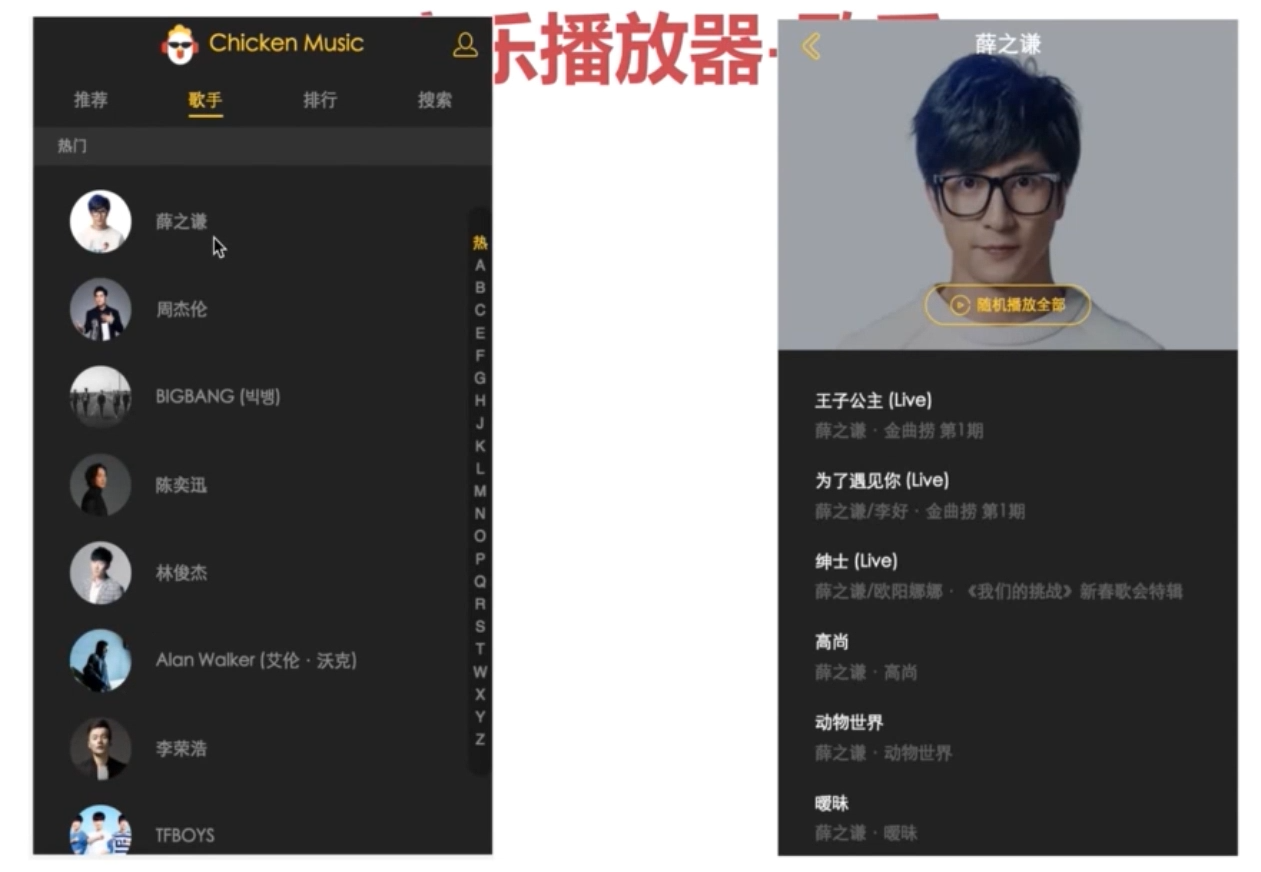 乐播放器-
Chicken Music
推荐 歌手 排行 搜索
热门
薛之谦
周杰伦
BIGBANG (빅뱅)
陈奕迅
林俊杰
Alan Walker (艾伦 · 沃克)
李荣浩
TFBOYS
热
A
B
C
E
F
G
H
J
K
L
M
N
O
P
Q
R
S
T
W
X
Y
Z
薛之谦
随机播放全部
王子公主 (Live)
薛之谦 · 金曲捞 第1期
为了遇见你 (Live)
薛之谦/李好 · 金曲捞 第1期
绅士 (Live)
薛之谦/欧阳娜娜 · 《我们的挑战》新春歌会特辑
高尚
薛之谦 · 高尚
动物世界
薛之谦 · 动物世界
暧昧
薛之谦 · 暧昧